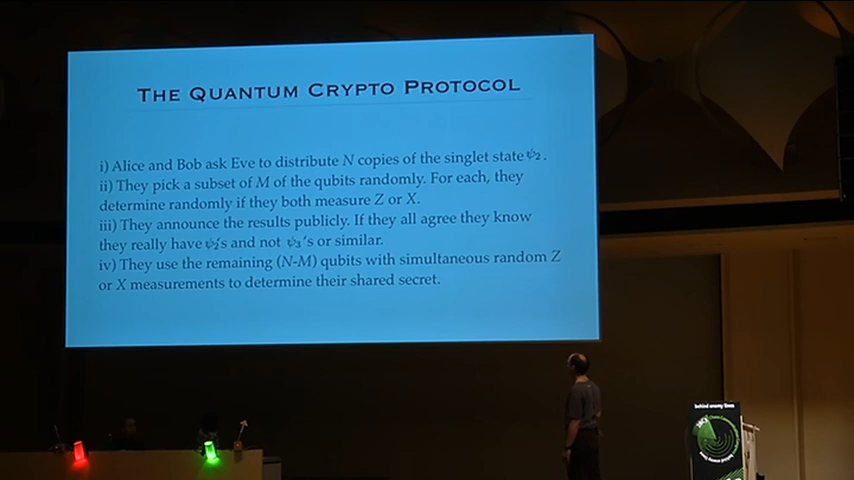 THE QUANTUM CRYPTO PROTOCOL
i) Alice and Bob ask Eve to distribute N copies of the singlet state ψ₂.
ii) They pick a subset of M of the qubits randomly. For each, they
determine randomly if they both measure Z or X.
iii) They announce the results publicly. If they all agree they know
they really have ψ₂'s and not ψ₃'s or similar.
iv) They use the remaining (N-M) qubits with simultaneous random Z
or X measurements to determine their shared secret.
behind enemy lines